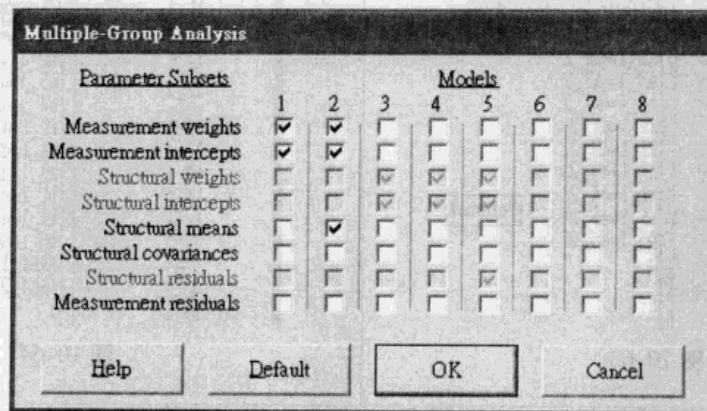 Multiple-Group Analysis
Parameter Subsets Models
1 2 3 4 5 6 7 8
Measurement weights
Measurement intercepts
Structural weights
Structural intercepts
Structural means
Structural covariances
Structural residuals
Measurement residuals
Help Default OK Cancel